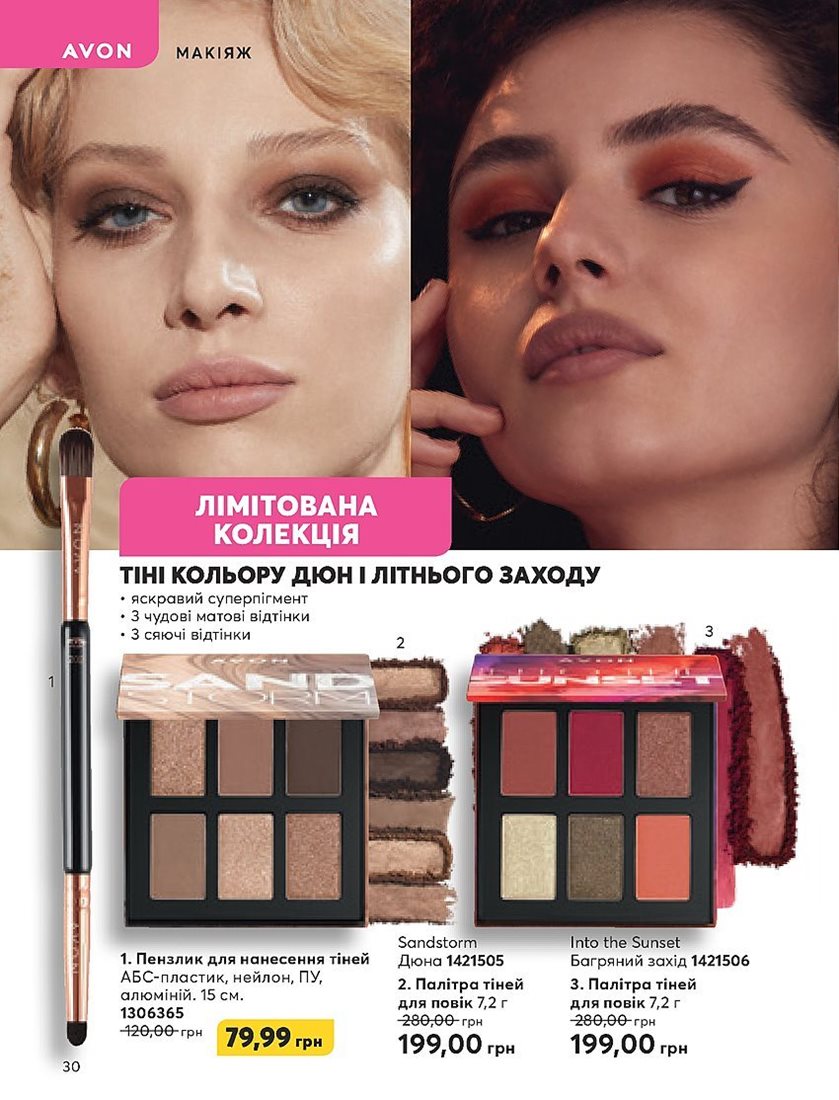 AVON
МАКІЯЖ
ЛІМІТОВАНА
КОЛЕКЦІЯ
ТІНІ КОЛЬОРУ ДЮН І ЛІТНЬОГО ЗАХОДУ
• яскравий суперпігмент
• 3 чудові матові відтінки
• 3 сяючі відтінки
1
2
3
AVON
AVON
SAND
STORM
AVON
SUNSET
AVON
1. Пензлик для нанесення тіней
АБС-пластик, нейлон, ПУ,
алюміній. 15 см.
1306365
120,00 грн
79,99 грн
Sandstorm
Дюна 1421505
2. Палітра тіней
для повік 7,2 г
280,00 грн
199,00 грн
Into the Sunset
Багряний захід 1421506
3. Палітра тіней
для повік 7,2 г
280,00 грн
199,00 грн
30